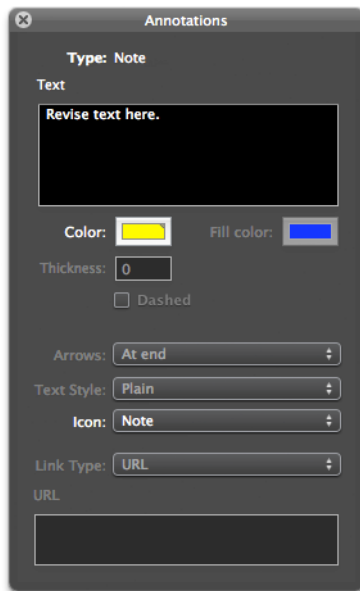 Annotations
Type: Note
Text
Revise text here.
Color: Fill color:
Thickness: 0
Dashed
Arrows: At end
Text Style: Plain
Icon: Note
Link Type: URL
URL